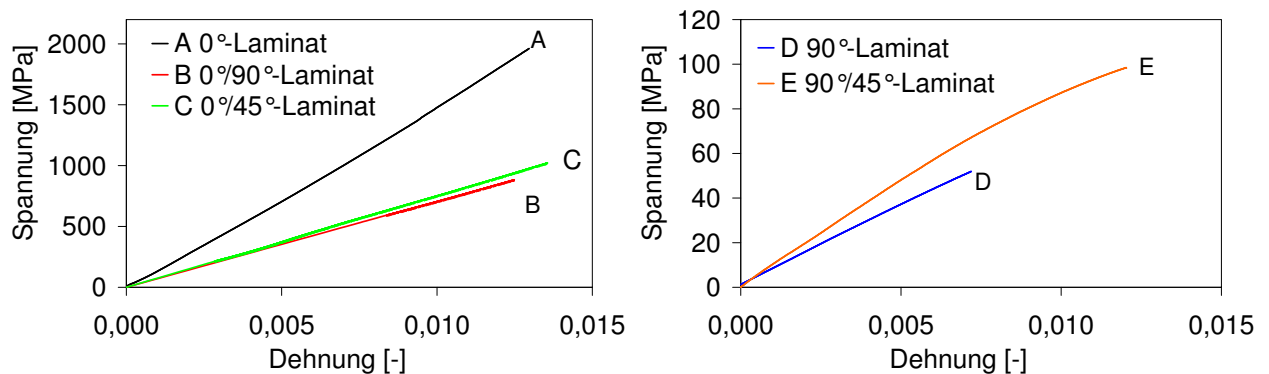 Spannung [MPa]
2000
1500
1000
500
0
A 0°-Laminat
B 0°/90°-Laminat
C 0°/45°-Laminat
A
C
B
0,000
0,005
0,010
0,015
Dehnung [-]
Spannung [MPa]
120
100
80
60
40
20
0
D 90°-Laminat
E 90°/45°-Laminat
E
D
0,000
0,005
0,010
0,015
Dehnung [-]